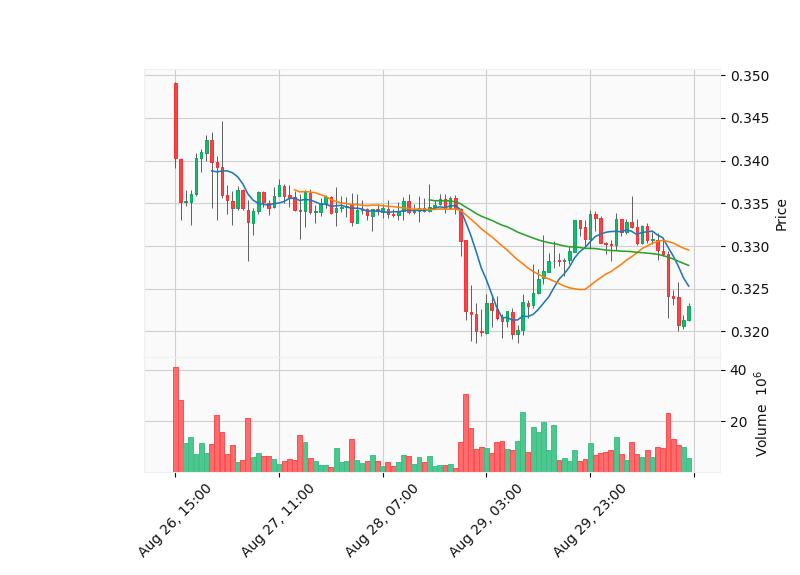 0.350
0.345
0.340
0.335
0.330
0.325
0.320
Price
40
20
Volume 10^6
Aug 26, 15:00
Aug 27, 11:00
Aug 28, 07:00
Aug 29, 03:00
Aug 29, 23:00